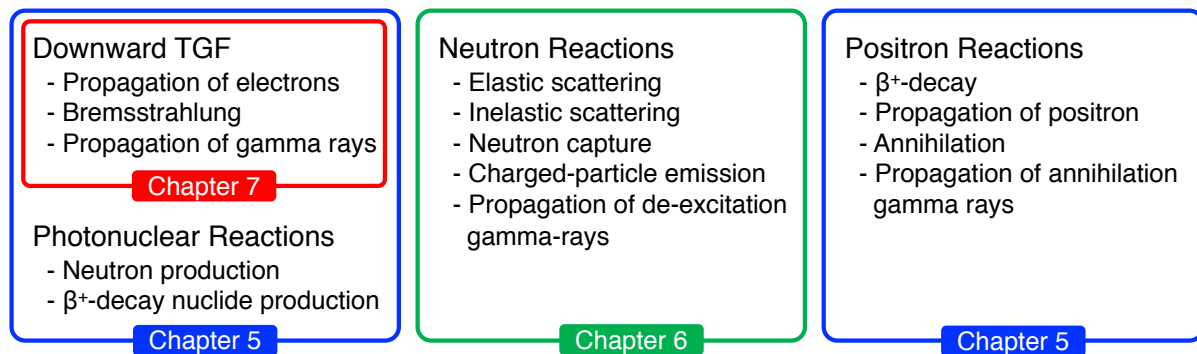 Downward TGF
- Propagation of electrons
- Bremsstrahlung
- Propagation of gamma rays
Chapter 7
Photonuclear Reactions
- Neutron production
- β⁺-decay nuclide production
Chapter 5
Neutron Reactions
- Elastic scattering
- Inelastic scattering
- Neutron capture
- Charged-particle emission
- Propagation of de-excitation
gamma-rays
Chapter 6
Positron Reactions
- β⁺-decay
- Propagation of positron
- Annihilation
- Propagation of annihilation
gamma rays
Chapter 5